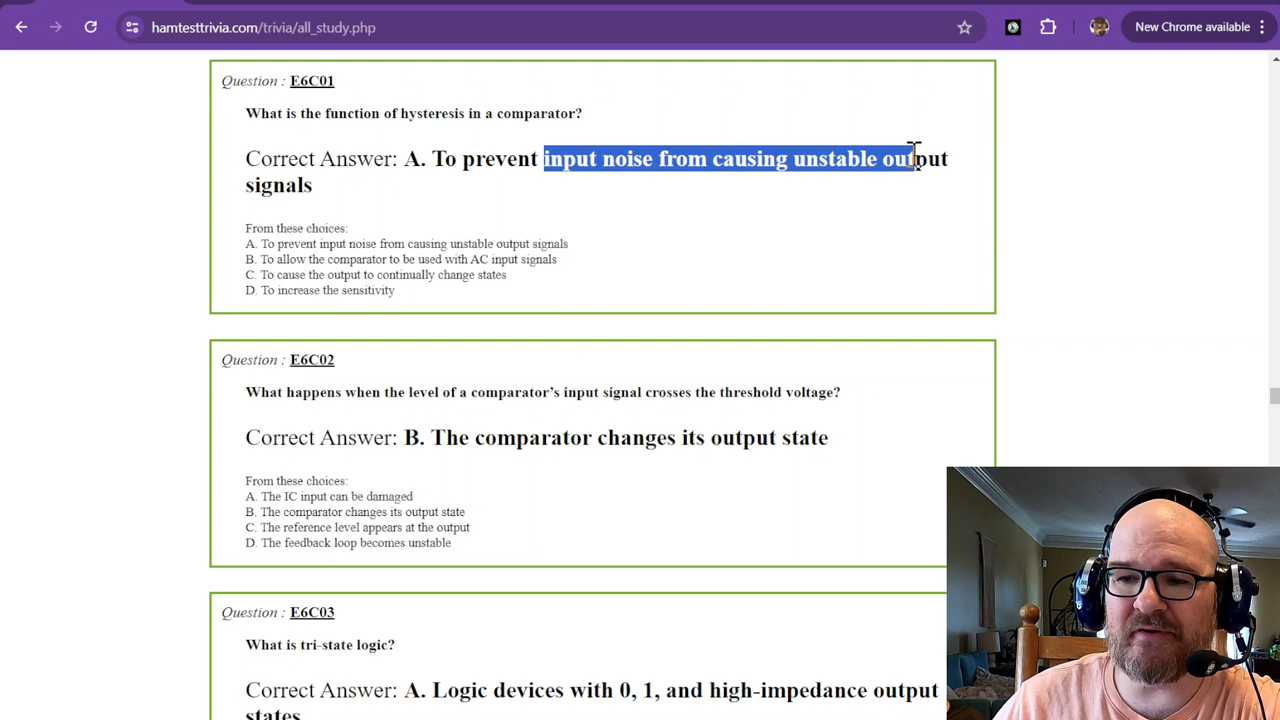 hamtesttrivia.com/trivia/all_study.php
New Chrome available
Question : E6C01
What is the function of hysteresis in a comparator?
Correct Answer: A. To prevent input noise from causing unstable output
signals
From these choices:
A. To prevent input noise from causing unstable output signals
B. To allow the comparator to be used with AC input signals
C. To cause the output to continually change states
D. To increase the sensitivity
Question : E6C02
What happens when the level of a comparator’s input signal crosses the threshold voltage?
Correct Answer: B. The comparator changes its output state
From these choices:
A. The IC input can be damaged
B. The comparator changes its output state
C. The reference level appears at the output
D. The feedback loop becomes unstable
Question : E6C03
What is tri-state logic?
Correct Answer: A. Logic devices with 0, 1, and high-impedance output
states